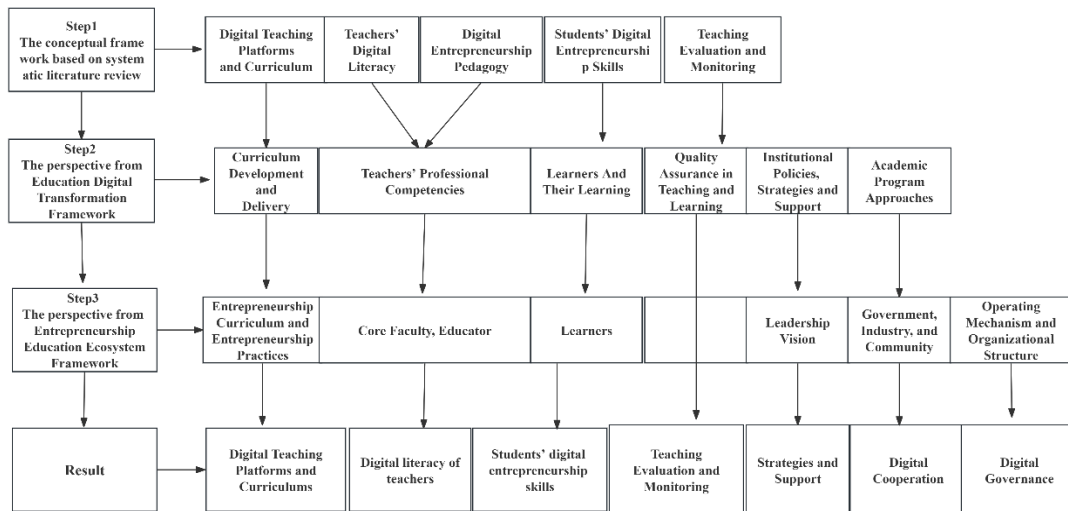 Step1
The conceptual frame
work based on system
atic literature review
Digital Teaching
Platforms
and Curriculum
Teachers'
Digital
Literacy
Digital
Entrepreneurship
Pedagogy
Students' Digital
Entrepreneurshi
p Skills
Teaching
Evaluation and
Monitoring
Step2
The perspective from
Education Digital
Transformation
Framework
Curriculum
Development
and
Delivery
Teachers' Professional
Competencies
Learners And
Their Learning
Quality
Assurance in
Teaching and
Learning
Institutional
Policies,
Strategies and
Support
Academic
Program
Approaches
Step3
The perspective from
Entrepreneurship
Education Ecosystem
Framework
Entrepreneurship
Curriculum and
Entrepreneurship
Practices
Core Faculty, Educator
Learners
Leadership
Vision
Government,
Industry, and
Community
Operating
Mechanism and
Organizational
Structure
Result
Digital Teaching
Platforms and
Curriculums
Digital literacy of
teachers
Students' digital
entrepreneurship
skills
Teaching
Evaluation and
Monitoring
Strategies and
Support
Digital
Cooperation
Digital
Governance